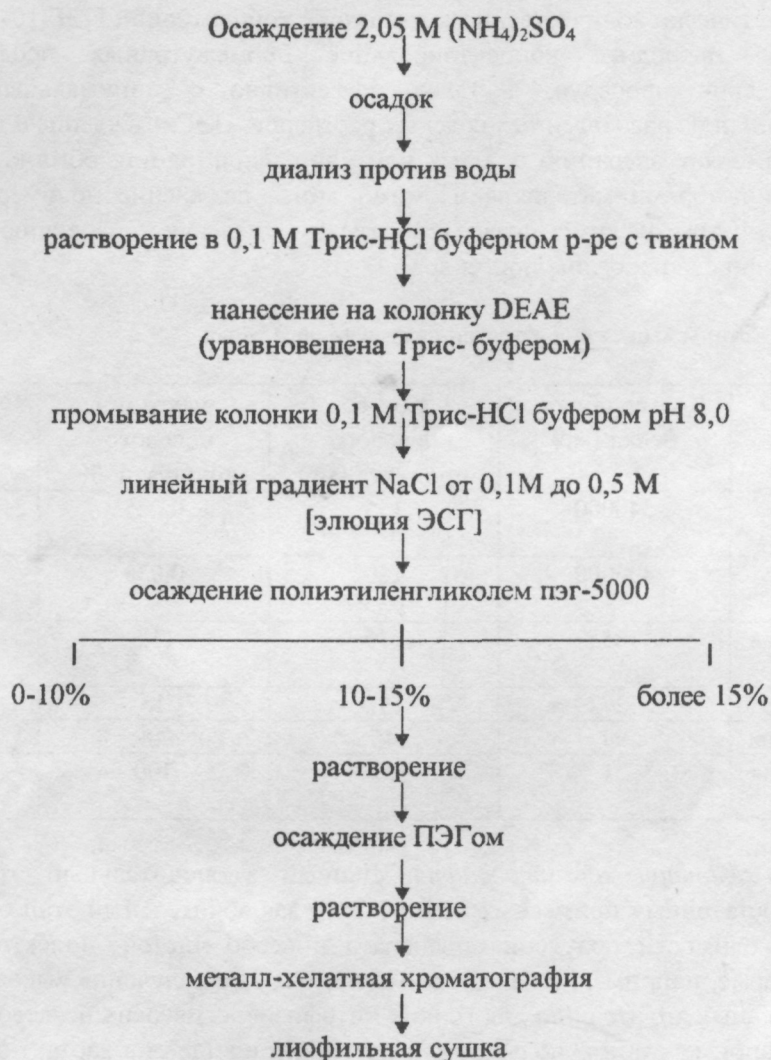 Осаждение 2,05 М (NH₄)₂SO₄
осадок
диализ против воды
растворение в 0,1 М Трис-HCl буферном р-ре с твином
нанесение на колонку DEAE
(уравновешена Трис- буфером)
промывание колонки 0,1 М Трис-HCl буфером pH 8,0
линейный градиент NaCl от 0,1М до 0,5 М
[элюция ЭСГ]
осаждение полиэтиленгликолем пэг-5000
0-10% 10-15% более 15%
растворение
осаждение ПЭГом
растворение
металл-хелатная хроматография
лиофильная сушка